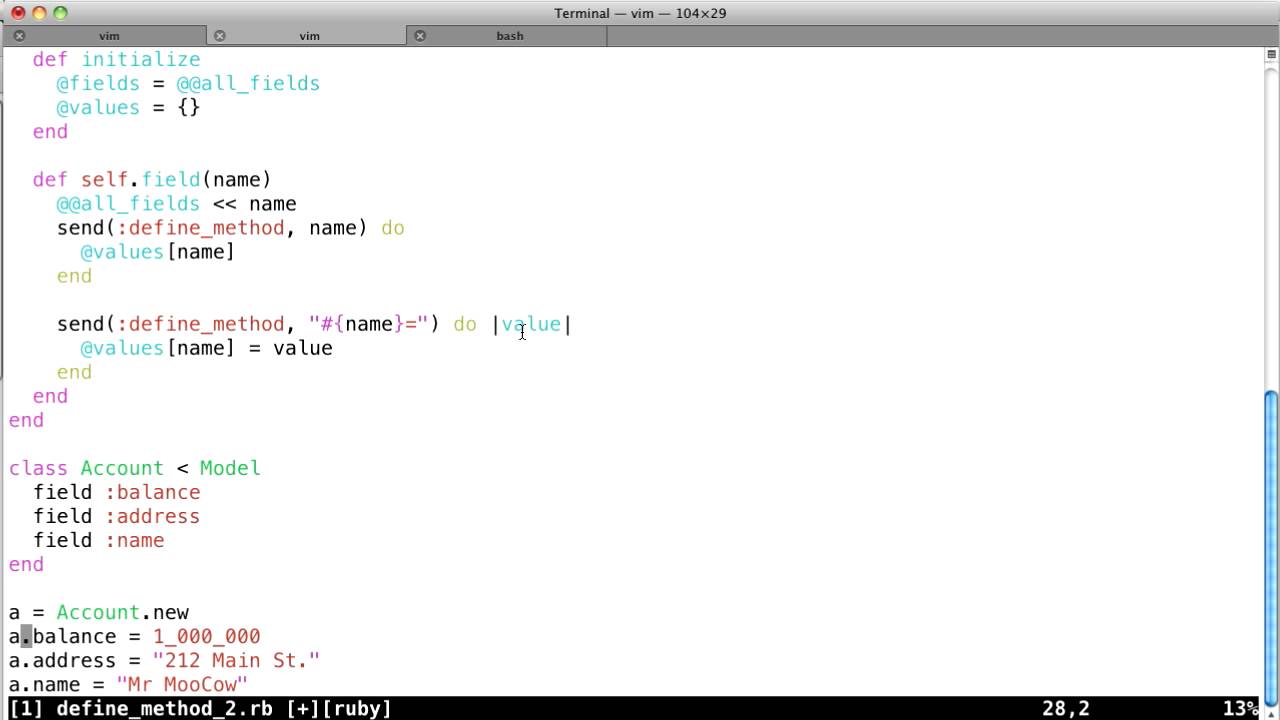 Terminal — vim — 104×29
vim vim bash
def initialize
@fields = @@all_fields
@values = {}
end
def self.field(name)
@@all_fields << name
send(:define_method, name) do
@values[name]
end
send(:define_method, "#{name}=") do |value|
@values[name] = value
end
end
end
class Account < Model
field :balance
field :address
field :name
end
a = Account.new
a.balance = 1_000_000
a.address = "212 Main St."
a.name = "Mr MooCow"
[1] define_method_2.rb [+][ruby] 28,2 13%